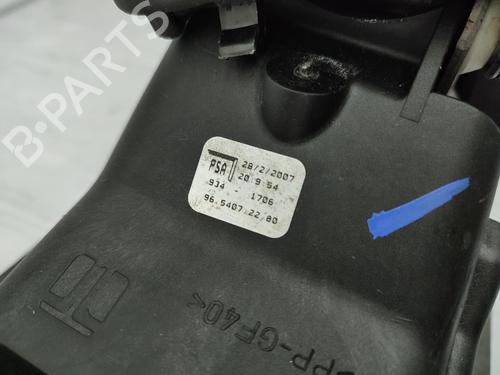 B-PARTS
PSA 28/2/2007
20 9:54
934 - 1706
96.5407 22 80
PP-GF40<